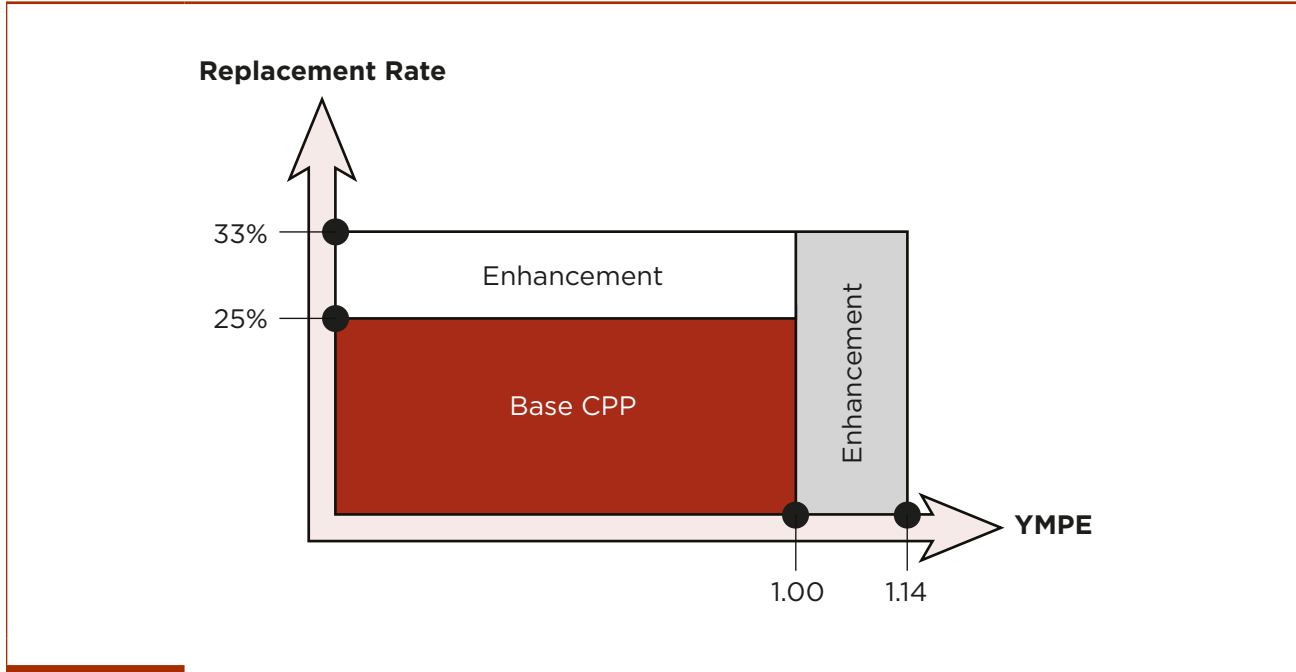 Replacement Rate
33%
Enhancement
25%
Base CPP
Enhancement
YMPE
1.00
1.14